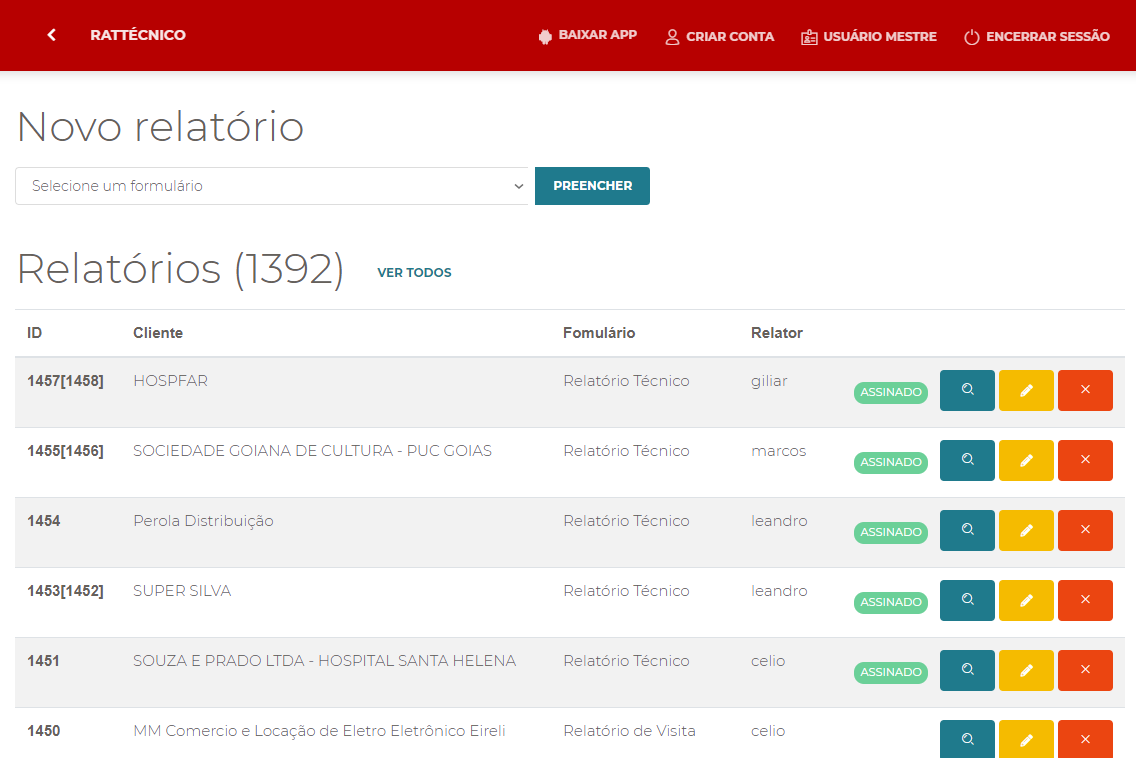 RATTÉCNICO BAIXAR APP CRIAR CONTA USUÁRIO MESTRE ENCERRAR SESSÃO
Novo relatório
Selecione um formulário PREENCHER
Relatórios (1392) VER TODOS
ID Cliente Fomulário Relator
1457[1458] HOSPFAR Relatório Técnico giliar ASSINADO
1455[1456] SOCIEDADE GOIANA DE CULTURA - PUC GOIAS Relatório Técnico marcos ASSINADO
1454 Perola Distribuição Relatório Técnico leandro ASSINADO
1453[1452] SUPER SILVA Relatório Técnico leandro ASSINADO
1451 SOUZA E PRADO LTDA - HOSPITAL SANTA HELENA Relatório Técnico celio ASSINADO
1450 MM Comercio e Locação de Eletro Eletrônico Eireli Relatório de Visita celio